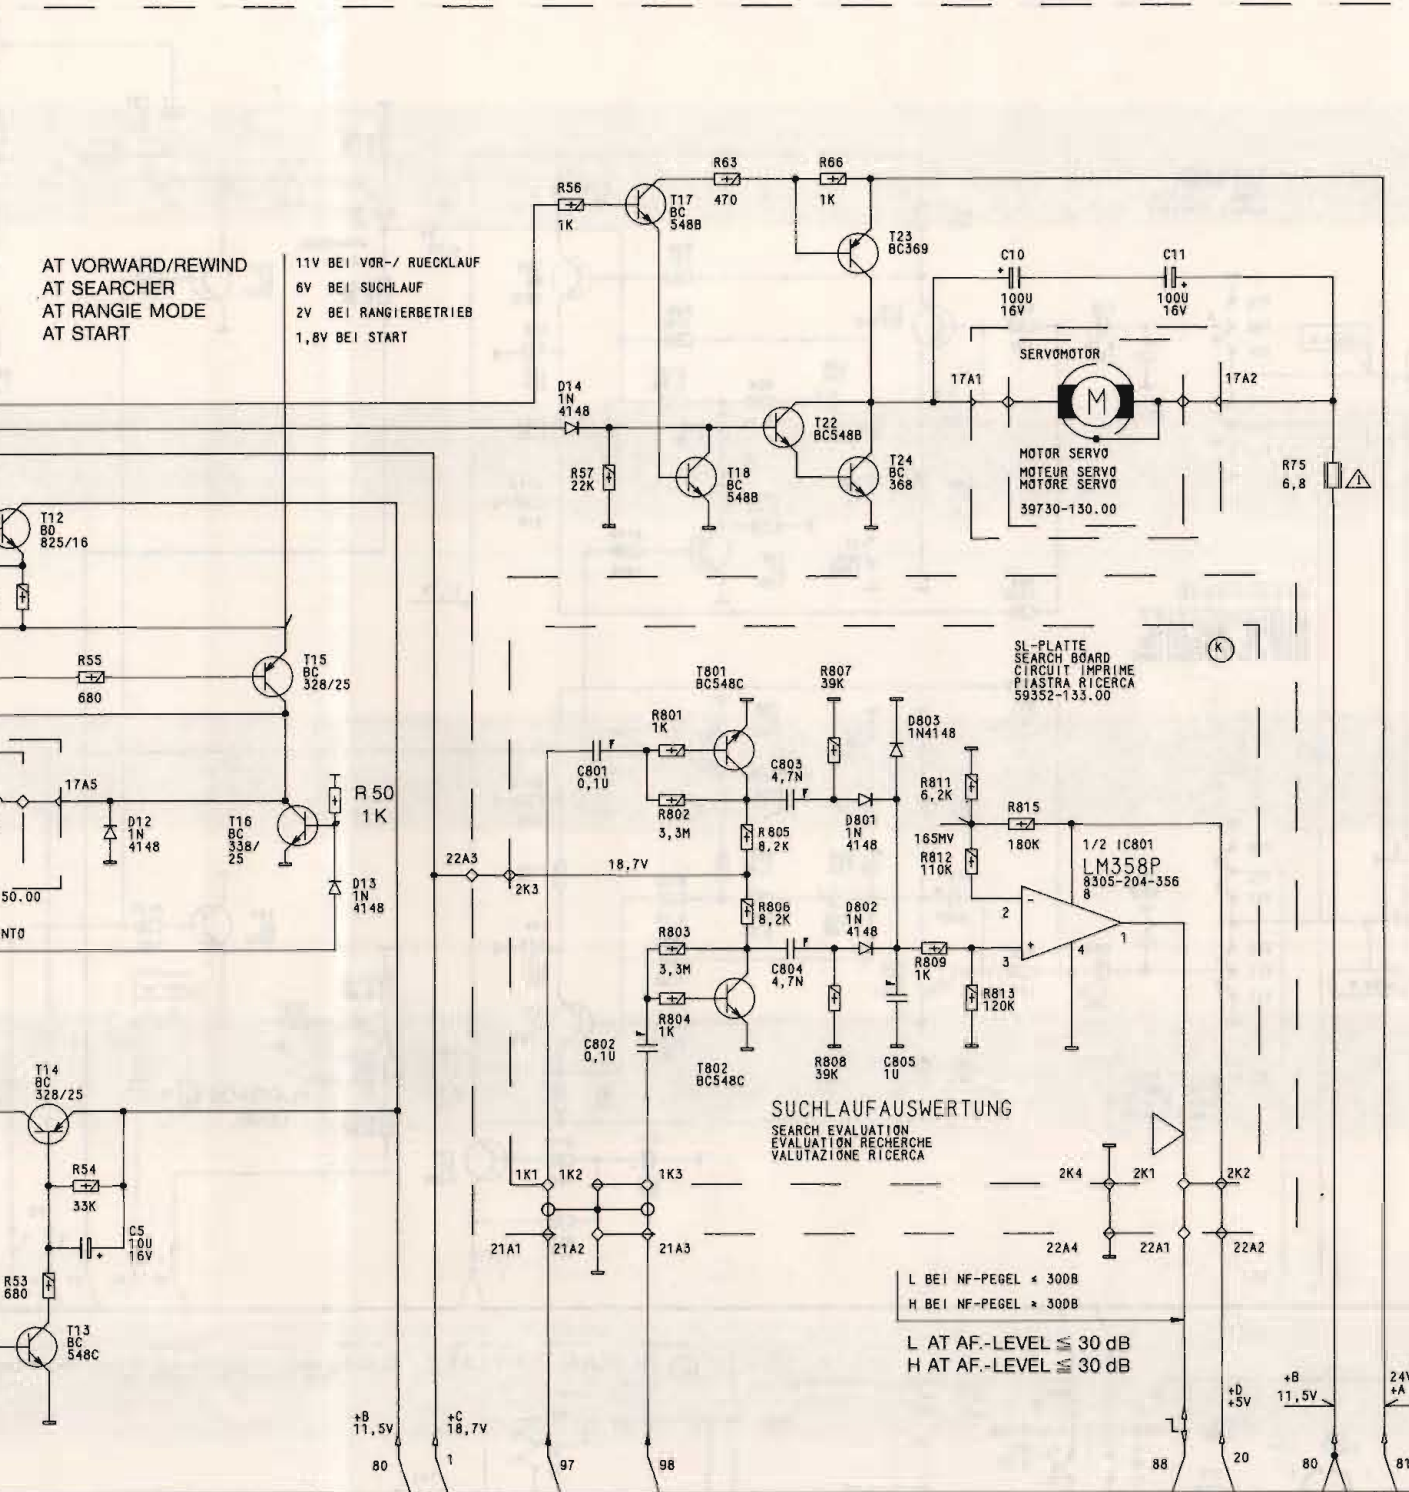 R56
1K
T17
BC
548B
R63
470
R66
1K
T23
BC369
AT VORWARD/REWIND
AT SEARCHER
AT RANGIE MODE
AT START
11V BEI VOR-/ RUECKLAUF
6V BEI SUCHLAUF
2V BEI RANGIERBETRIEB
1,8V BEI START
C10
+
100U
16V
C11
+
100U
16V
SERVOMOTOR
17A1
M
17A2
MOTOR SERVO
MOTEUR SERVO
MOTORE SERVO
39730-130.00
D14
1N
4148
R57
22K
T18
BC
548B
T22
BC548B
T24
BC
368
R75
6,8
T12
BD
825/16
R55
680
T15
BC
328/25
17A5
D12
1N
4148
T16
BC
338/
25
R 50
1K
D13
1N
4148
50.00
NTO
22A3
2K3
18,7V
SL-PLATTE
SEARCH BOARD
CIRCUIT IMPRIME
PIASTRA RICERCA
59352-133.00
K
T801
BC548C
R807
39K
R801
1K
C801
0,1U
F
R802
3,3M
C803
4,7N
F
R805
8,2K
D801
1N
4148
D803
1N4148
R811
6,2K
165MV
R812
110K
R815
180K
1/2 IC801
LM358P
8305-204-356
8
2
-
+
3
4
1
R806
8,2K
R803
3,3M
C804
4,7N
F
D802
1N
4148
R809
1K
R813
120K
R804
1K
C802
0,1U
F
T802
BC548C
R808
39K
F
C805
1U
SUCHLAUFAUSWERTUNG
SEARCH EVALUATION
EVALUATION RECHERCHE
VALUTAZIONE RICERCA
T14
BC
328/25
R54
33K
C5
10U
16V
+
R53
680
T13
BC
548C
1K1
1K2
1K3
2K4
2K1
2K2
21A1
21A2
21A3
22A4
22A1
22A2
L BEI NF-PEGEL ≤ 30DB
H BEI NF-PEGEL ≥ 30DB
L AT AF.-LEVEL ≦ 30 dB
H AT AF.-LEVEL ≦ 30 dB
+B
11,5V
+C
18,7V
+D
+5V
+B
11,5V
24V
+A
80
1
97
98
88
20
80
81